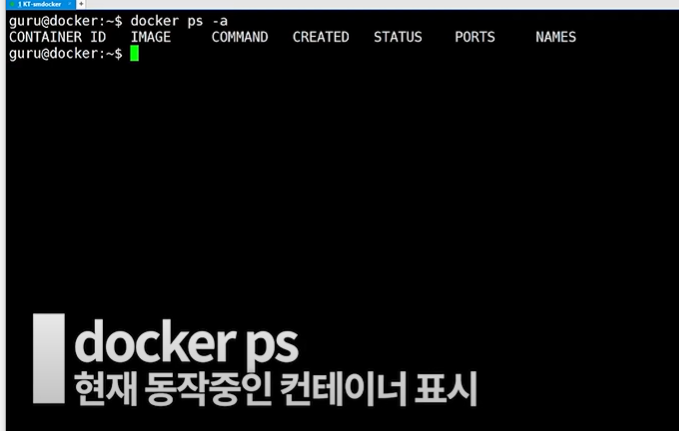 1 KT-smdocker
guru@docker:~$ docker ps -a
CONTAINER ID   IMAGE     COMMAND   CREATED   STATUS    PORTS     NAMES
guru@docker:~$
docker ps
현재 동작중인 컨테이너 표시